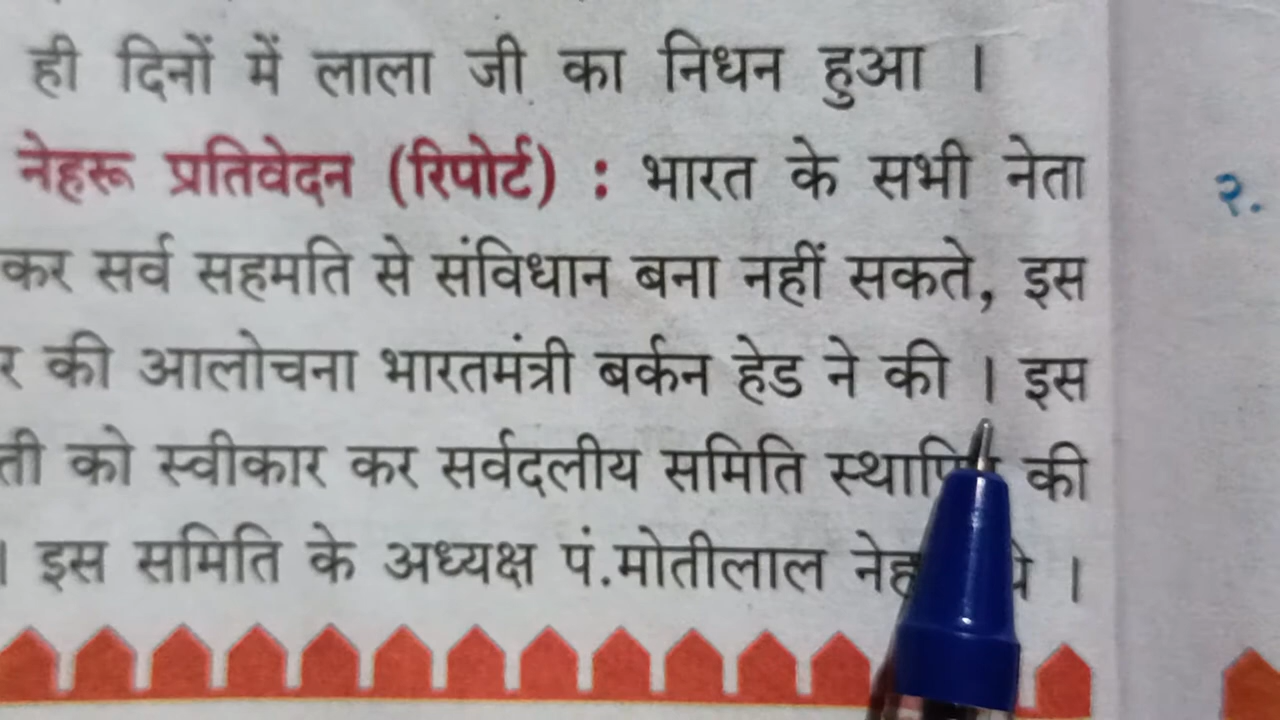 ही दिनों में लाला जी का निधन हुआ ।
नेहरू प्रतिवेदन (रिपोर्ट) : भारत के सभी नेता
२.
कर सर्व सहमति से संविधान बना नहीं सकते, इस
की आलोचना भारतमंत्री बर्कन हेड ने की । इस
को स्वीकार कर सर्वदलीय समिति की
। इस समिति के अध्यक्ष पं.मोतीलाल ।